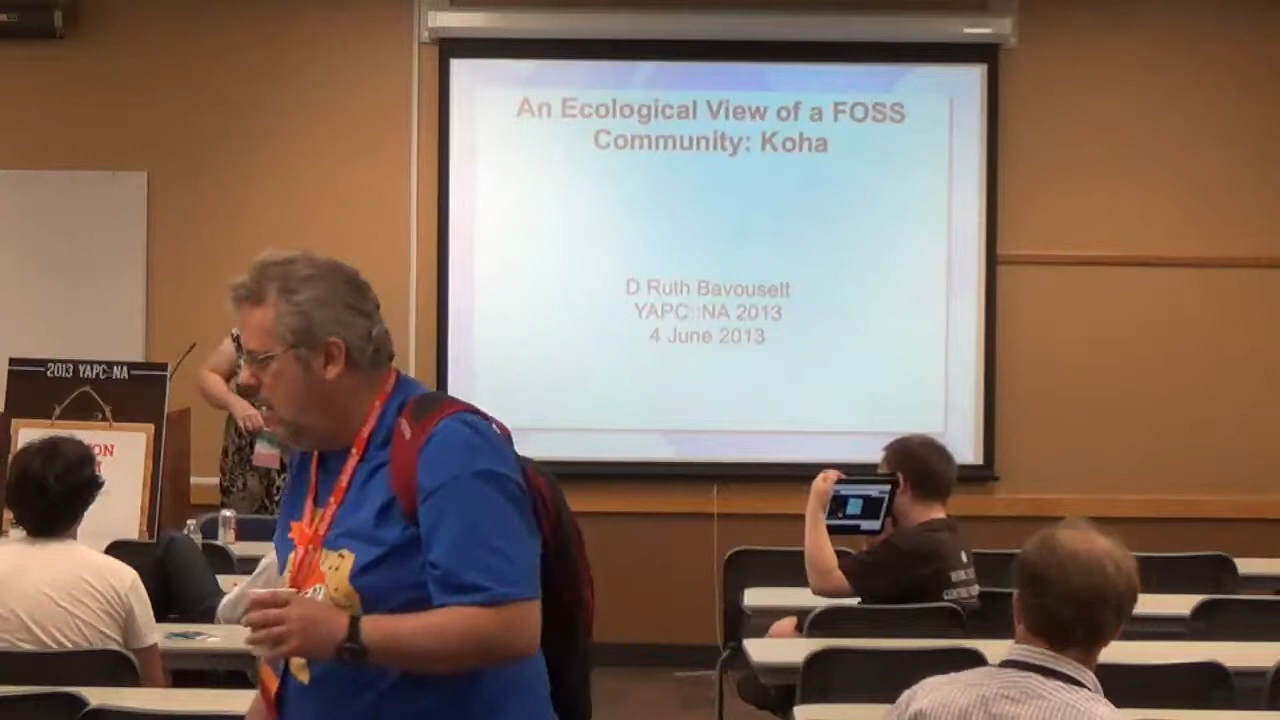 An Ecological View of a FOSS
Community: Koha
D Ruth Bavousett
YAPC::NA 2013
4 June 2013
2013 YAPC::NA